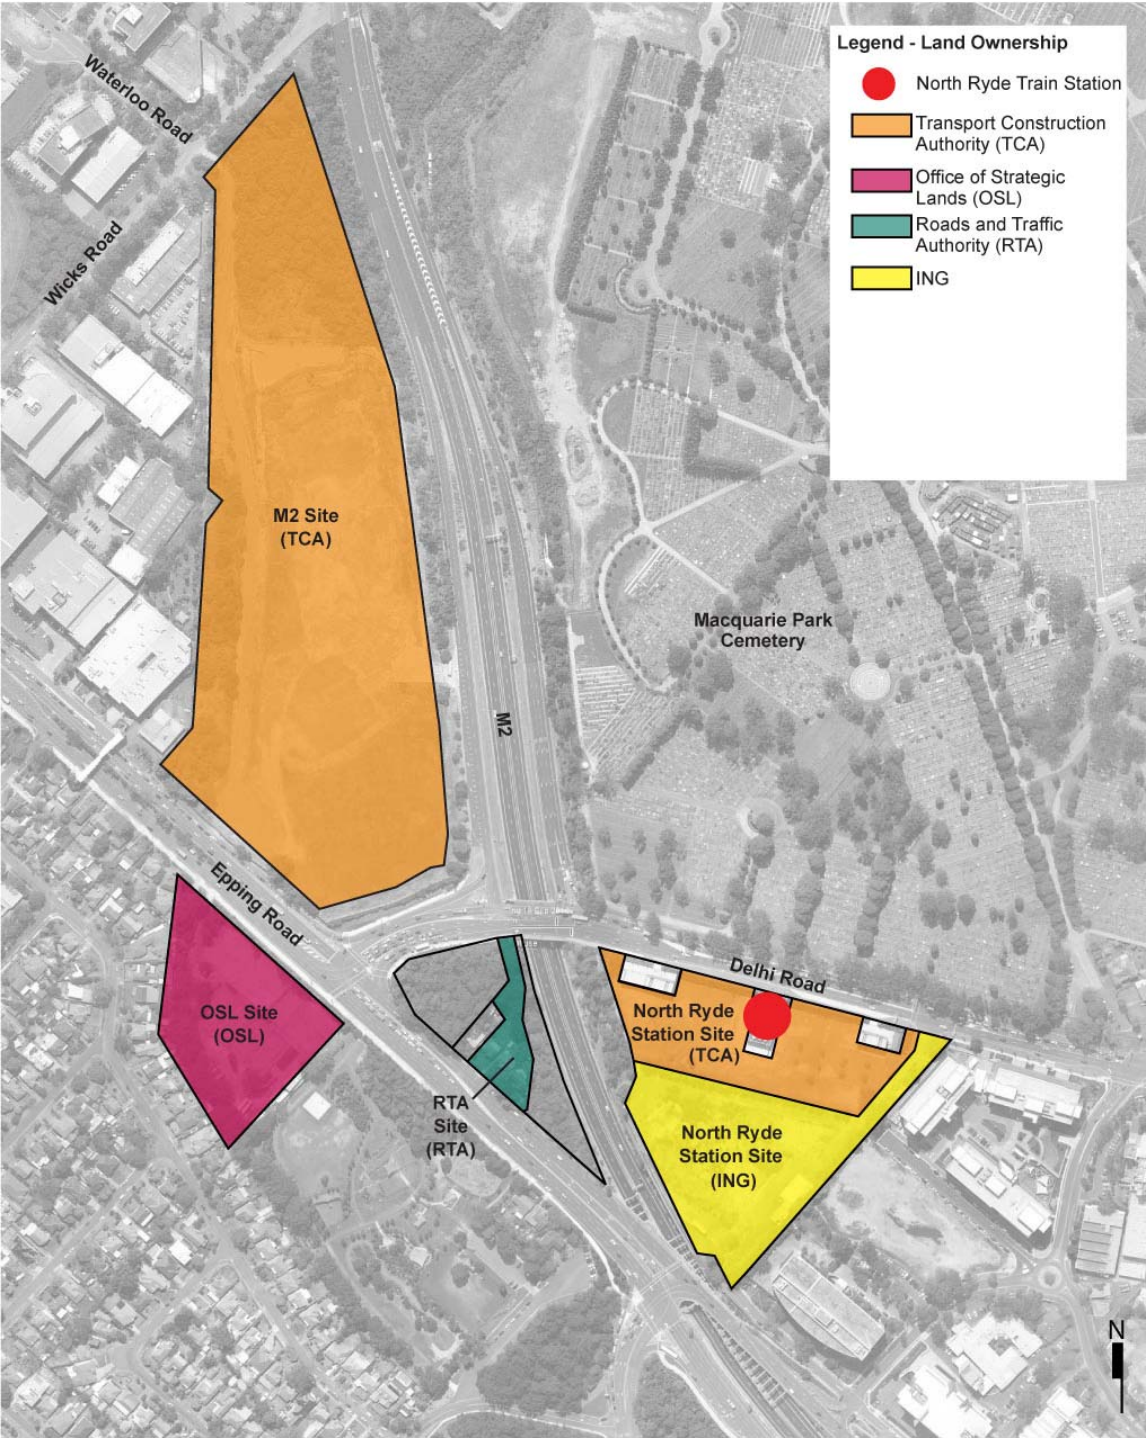 Legend - Land Ownership
North Ryde Train Station
Transport Construction
Authority (TCA)
Office of Strategic
Lands (OSL)
Roads and Traffic
Authority (RTA)
ING
Waterloo Road
Wicks Road
M2 Site
(TCA)
Macquarie Park
Cemetery
M2
Epping Road
Delhi Road
OSL Site
(OSL)
North Ryde
Station Site
(TCA)
RTA
Site
(RTA)
North Ryde
Station Site
(ING)
N